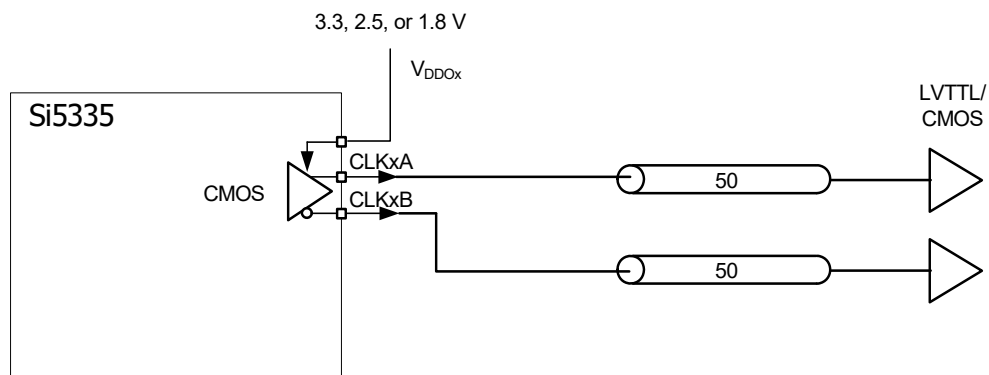 3.3, 2.5, or 1.8 V
VDDOx
Si5335
LVTTL/
CMOS
CLKxA
CMOS
50
CLKxB
50